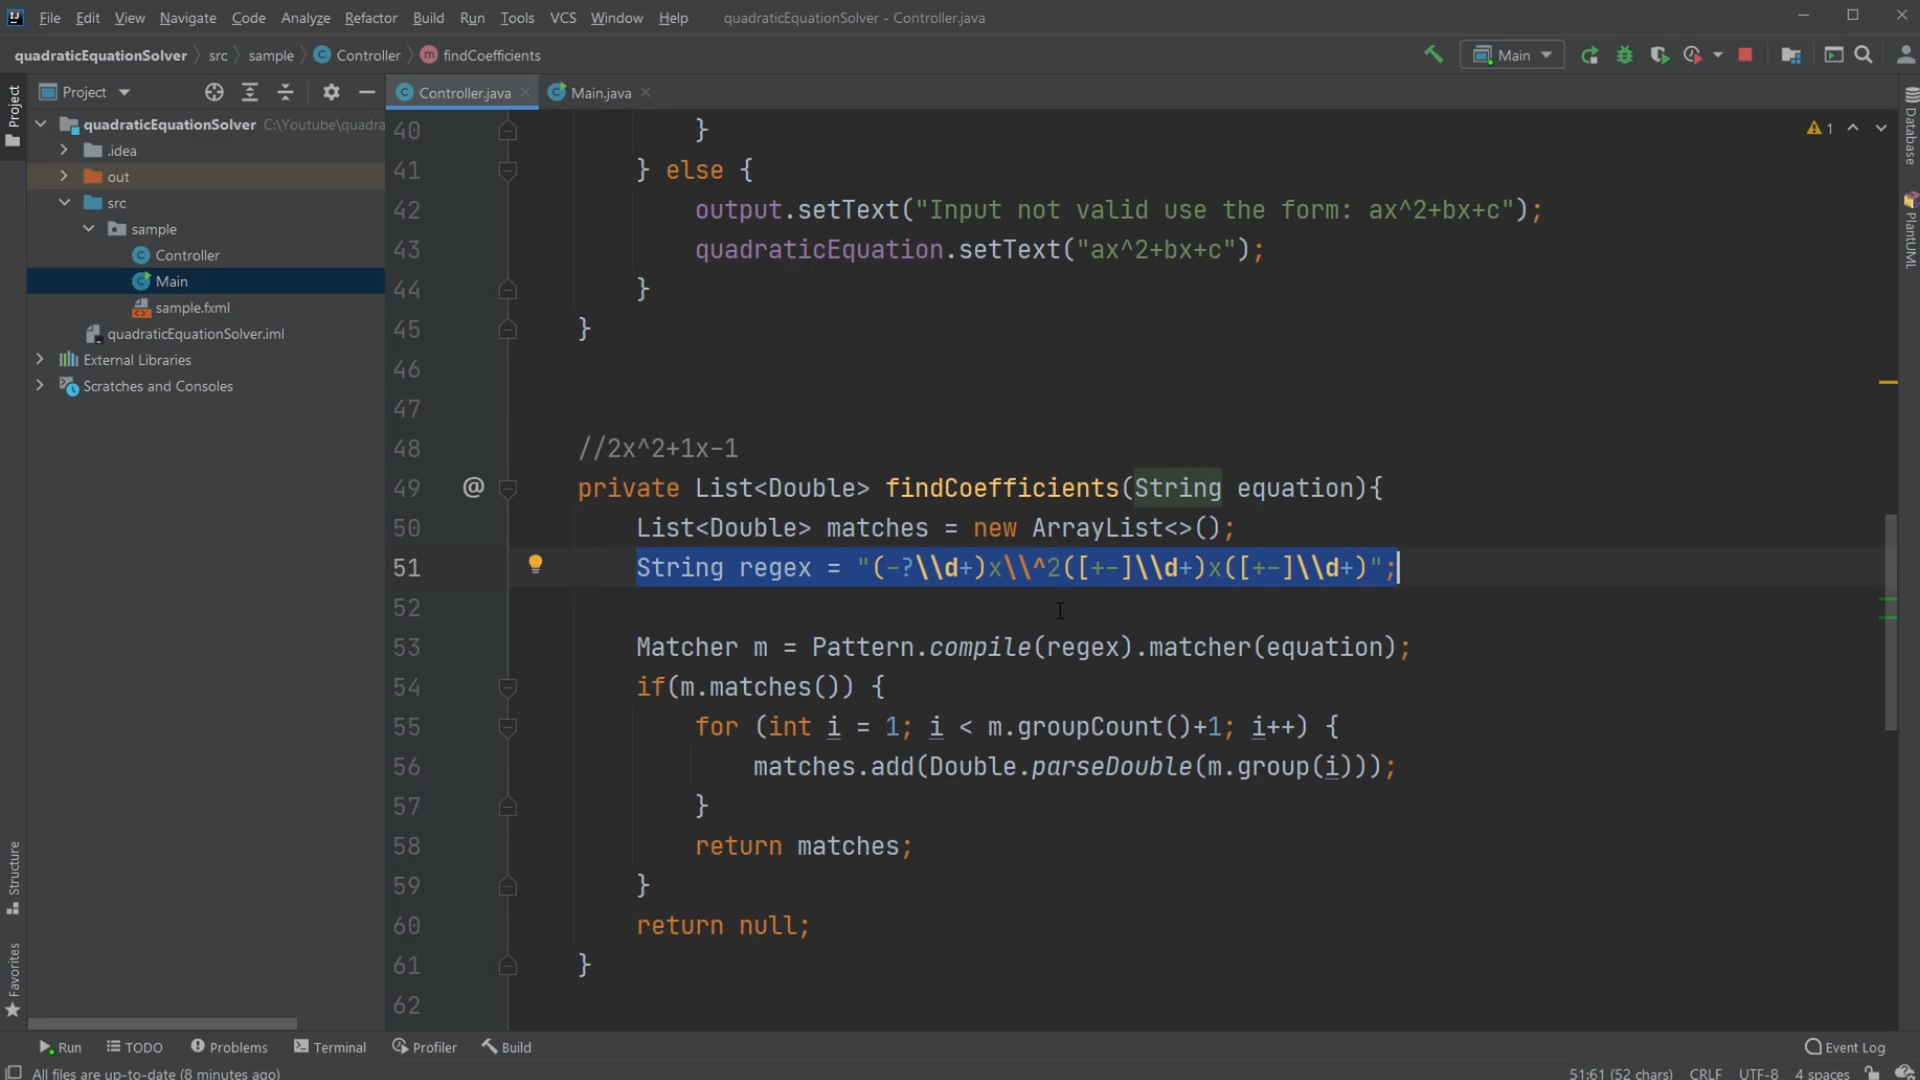 File Edit View Navigate Code Analyze Refactor Build Run Tools VCS Window Help quadraticEquationSolver - Controller.java
quadraticEquationSolver src sample Controller findCoefficients Main
Project
Controller.java Main.java
Project
quadraticEquationSolver C:\Youtube\quadra
.idea
out
src
sample
Controller
Main
sample.fxml
quadraticEquationSolver.iml
External Libraries
Scratches and Consoles
Structure
Favorites
1
Database
PlantUML
40 }
41 } else {
42 output.setText("Input not valid use the form: ax^2+bx+c");
43 quadraticEquation.setText("ax^2+bx+c");
44 }
45 }
46
47
48 //2x^2+1x-1
49 @ private List<Double> findCoefficients(String equation){
50 List<Double> matches = new ArrayList<>();
51 String regex = "(-?\\d+)x\\^2([+-]\\d+)x([+-]\\d+)";
52
53 Matcher m = Pattern.compile(regex).matcher(equation);
54 if(m.matches()) {
55 for (int i = 1; i < m.groupCount()+1; i++) {
56 matches.add(Double.parseDouble(m.group(i)));
57 }
58 return matches;
59 }
60 return null;
61 }
62
Run TODO Problems Terminal Profiler Build Event Log
All files are up-to-date (8 minutes ago) 51:61 (52 chars) CRLF UTF-8 4 spaces